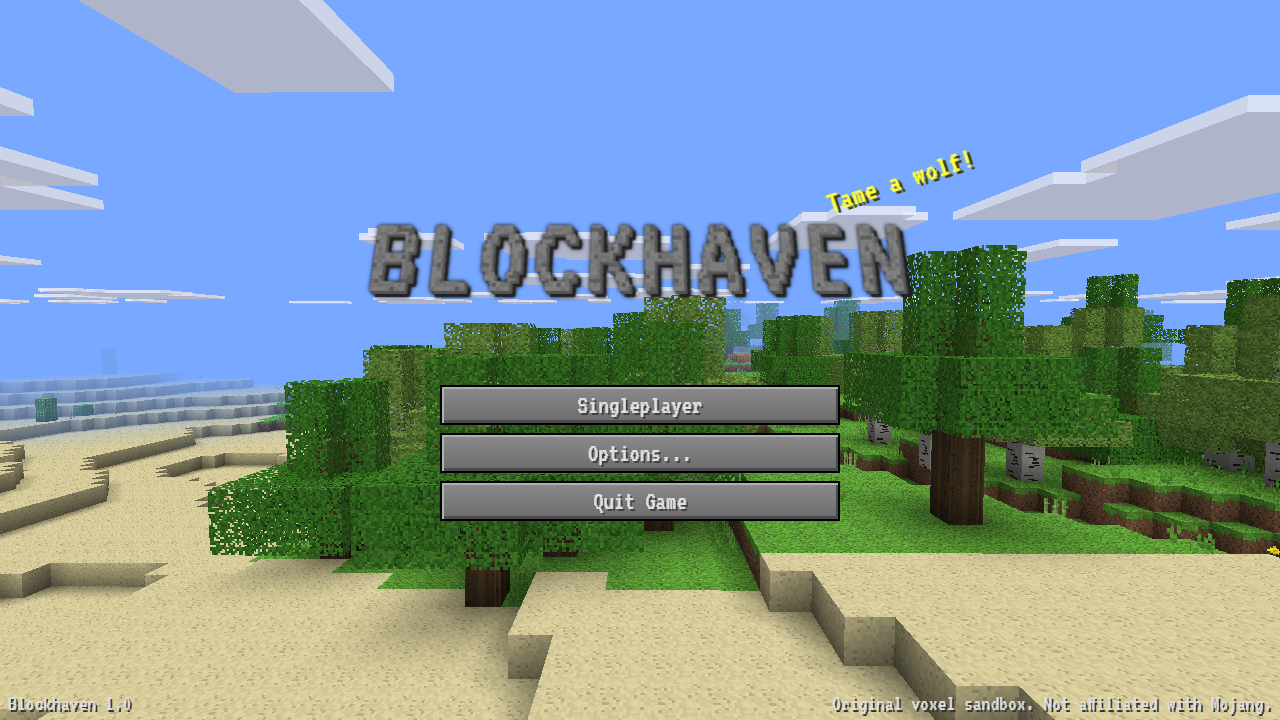 Tame a wolf!
BLOCKHAVEN
Singleplayer
Options...
Quit Game
Blockhaven 1.0
Original voxel sandbox. Not affiliated with Mojang.